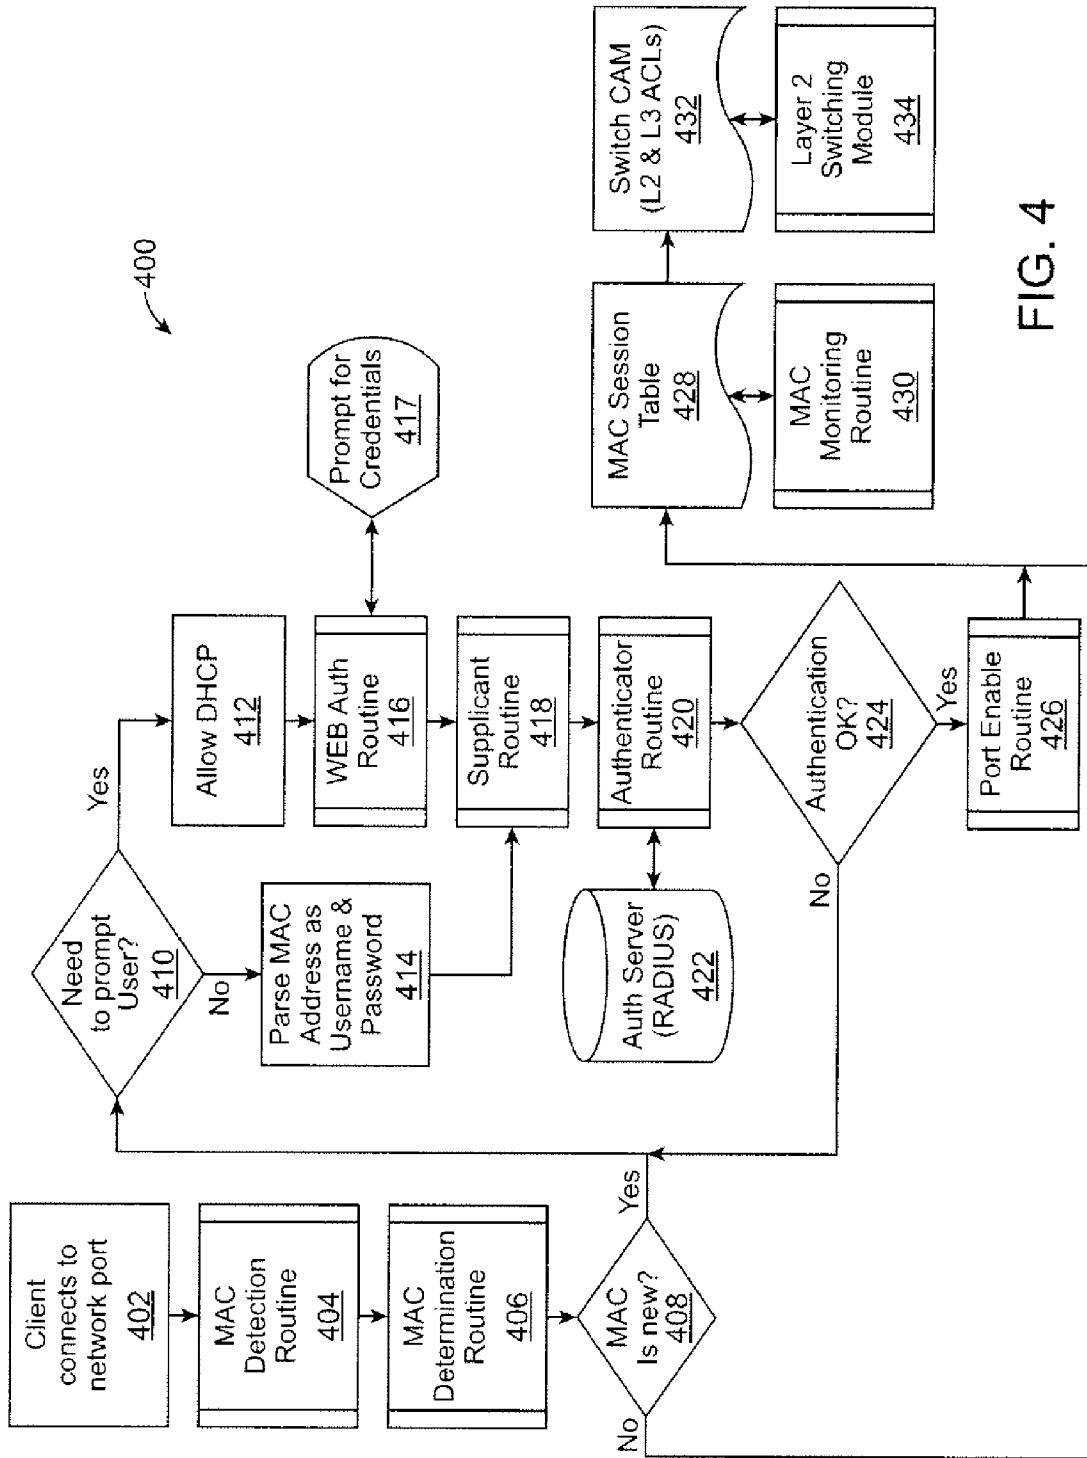 400
Client
connects to
network port
402
MAC
Detection
Routine
404
MAC
Determination
Routine
406
MAC
Is new?
408
Yes
No
Need
to prompt
User?
410
Yes
No
Allow DHCP
412
Parse MAC
Address as
Username &
Password
414
WEB Auth
Routine
416
Prompt for
Credentials
417
Supplicant
Routine
418
Authenticator
Routine
420
Auth Server
(RADIUS)
422
Authentication
OK?
424
No
Yes
Port Enable
Routine
426
MAC Session
Table
428
MAC
Monitoring
Routine
430
Switch CAM
(L2 & L3 ACLs)
432
Layer 2
Switching
Module
434
FIG. 4